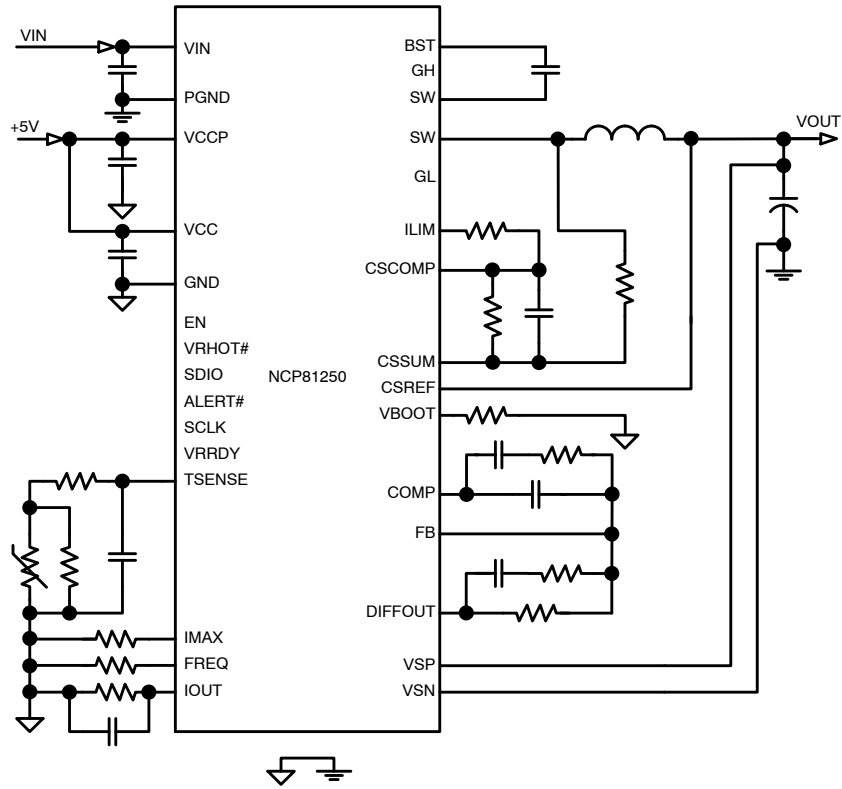 VIN
VIN
PGND
+5V
VCCP
VCC
GND
EN
VRHOT#
SDIO
ALERT#
SCLK
VRRDY
TSENSE
IMAX
FREQ
IOUT
NCP81250
BST
GH
SW
SW
VOUT
GL
ILIM
CSCOMP
CSSUM
CSREF
VBOOT
COMP
FB
DIFFOUT
VSP
VSN